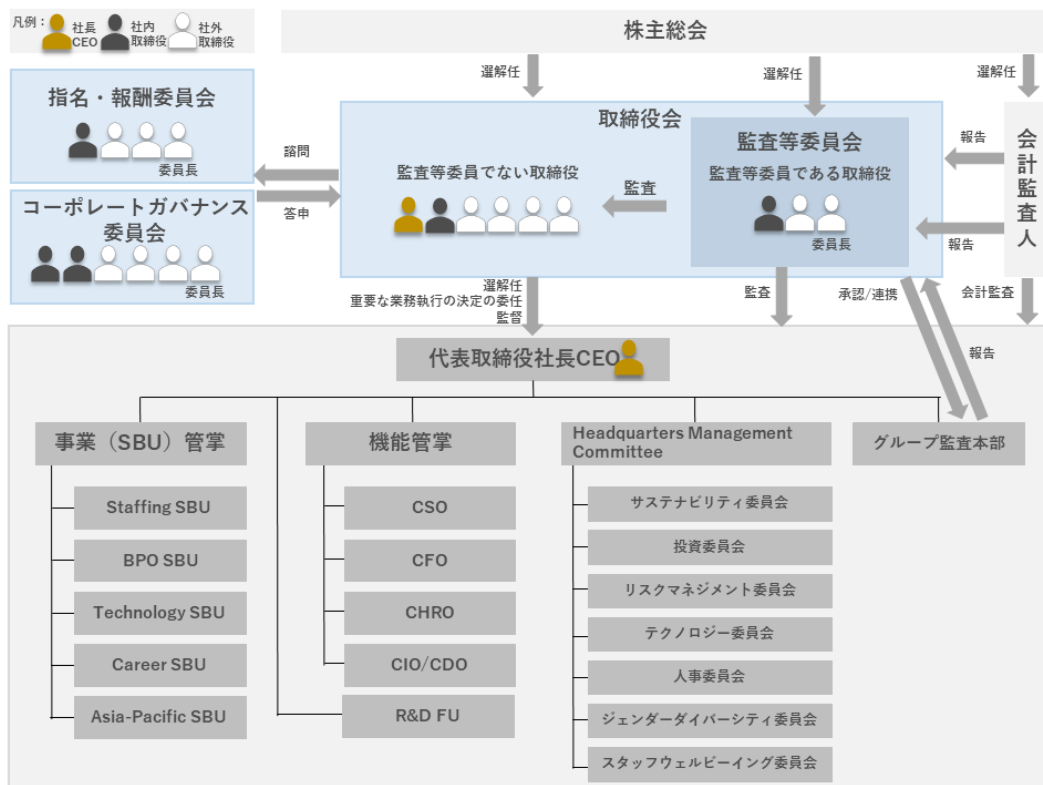 凡例：
社長
CEO
社内
取締役
社外
取締役
株主総会
選解任
選解任
選解任
指名・報酬委員会
委員長
コーポレートガバナンス
委員会
委員長
諮問
答申
取締役会
監査等委員でない取締役
監査
監査等委員会
監査等委員である取締役
委員長
報告
報告
会計監査人
選解任
重要な業務執行の決定の委任
監督
監査
承認/連携
会計監査
報告
代表取締役社長CEO
事業（SBU）管掌
Staffing SBU
BPO SBU
Technology SBU
Career SBU
Asia-Pacific SBU
機能管掌
CSO
CFO
CHRO
CIO/CDO
R&D FU
Headquarters Management
Committee
サステナビリティ委員会
投資委員会
リスクマネジメント委員会
テクノロジー委員会
人事委員会
ジェンダーダイバーシティ委員会
スタッフウェルビーイング委員会
グループ監査本部